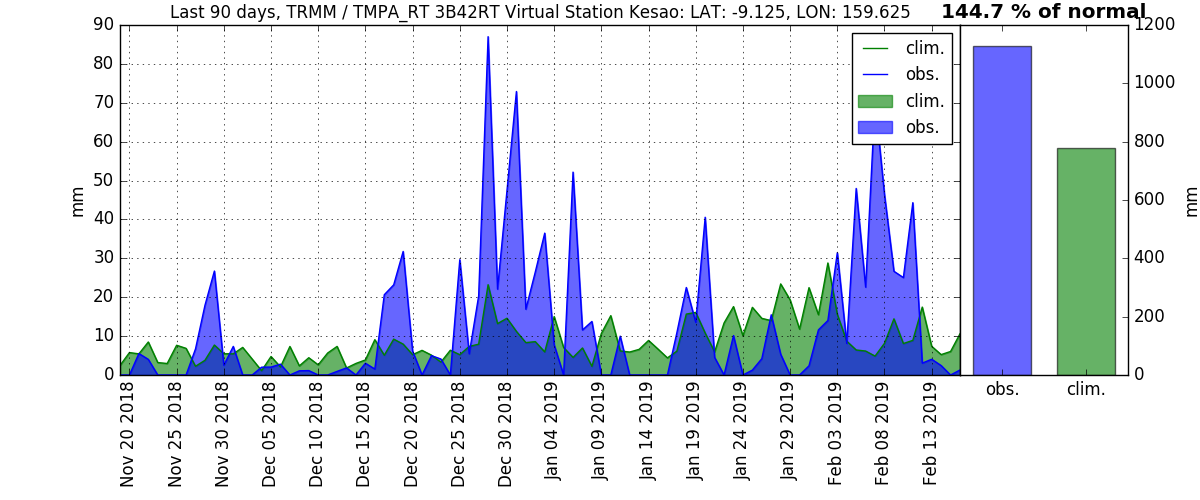 Last 90 days, TRMM / TMPA_RT 3B42RT Virtual Station Kesao: LAT: -9.125, LON: 159.625
144.7 % of normal
90
80
70
60
50
40
30
20
10
0
mm
clim.
obs.
clim.
obs.
Nov 20 2018
Nov 25 2018
Nov 30 2018
Dec 05 2018
Dec 10 2018
Dec 15 2018
Dec 20 2018
Dec 25 2018
Dec 30 2018
Jan 04 2019
Jan 09 2019
Jan 14 2019
Jan 19 2019
Jan 24 2019
Jan 29 2019
Feb 03 2019
Feb 08 2019
Feb 13 2019
1200
1000
800
600
400
200
0
mm
obs.
clim.